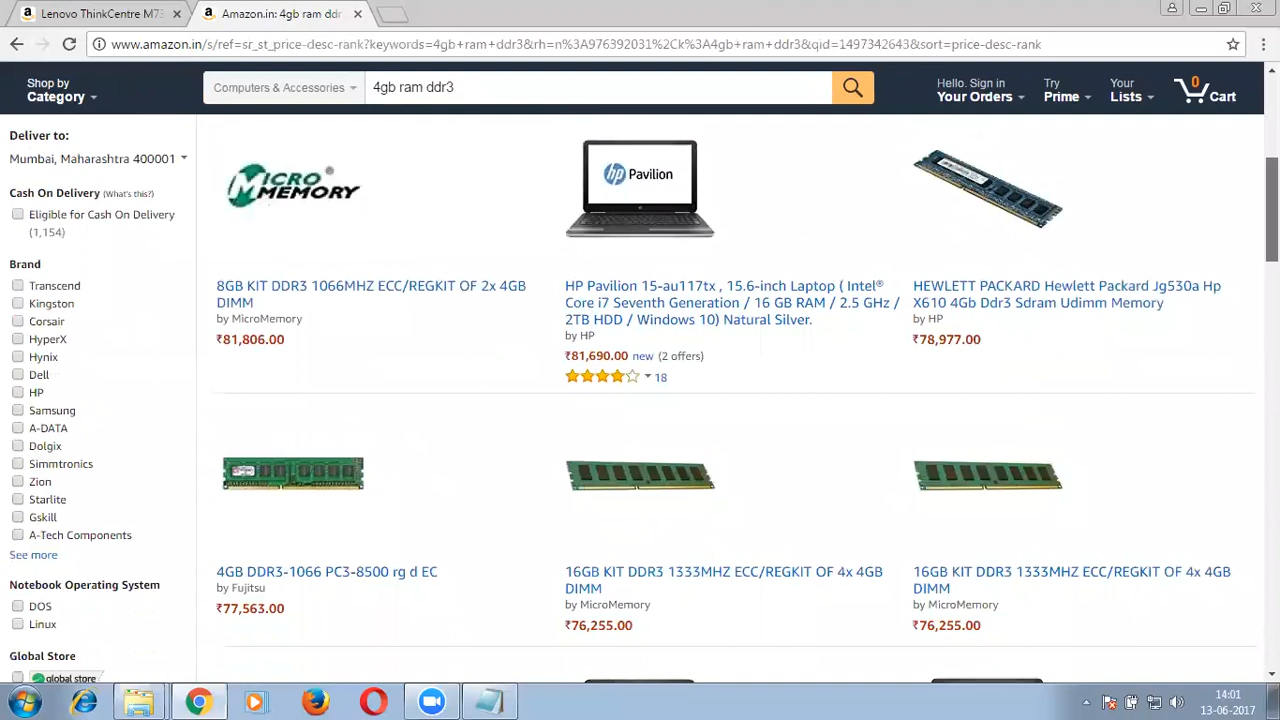 Lenovo ThinkCentre M73
Amazon.in: 4gb ram ddr
www.amazon.in/s/ref=sr_st_price-desc-rank?keywords=4gb+ram+ddr3&rh=n%3A976392031%2Ck%3A4gb+ram+ddr3&qid=1497342643&sort=price-desc-rank
Shop by
Category
Computers & Accessories
4gb ram ddr3
Hello. Sign in
Your Orders
Try
Prime
Your
Lists
0
Cart
Deliver to:
Mumbai, Maharashtra 400001
Cash On Delivery (What's this?)
Eligible for Cash On Delivery
(1,154)
Brand
Transcend
Kingston
Corsair
HyperX
Hynix
Dell
HP
Samsung
A-DATA
Dolgix
Simmtronics
Zion
Starlite
Gskill
A-Tech Components
See more
Notebook Operating System
DOS
Linux
Global Store
global store
MICRO
MEMORY
8GB KIT DDR3 1066MHZ ECC/REGKIT OF 2x 4GB
DIMM
by MicroMemory
₹81,806.00
hp Pavilion
HP Pavilion 15-au117tx , 15.6-inch Laptop ( Intel®
Core i7 Seventh Generation / 16 GB RAM / 2.5 GHz /
2TB HDD / Windows 10) Natural Silver.
by HP
₹81,690.00 new (2 offers)
18
HEWLETT PACKARD Hewlett Packard Jg530a Hp
X610 4Gb Ddr3 Sdram Udimm Memory
by HP
₹78,977.00
4GB DDR3-1066 PC3-8500 rg d EC
by Fujitsu
₹77,563.00
16GB KIT DDR3 1333MHZ ECC/REGKIT OF 4x 4GB
DIMM
by MicroMemory
₹76,255.00
16GB KIT DDR3 1333MHZ ECC/REGKIT OF 4x 4GB
DIMM
by MicroMemory
₹76,255.00
14:01
13-06-2017